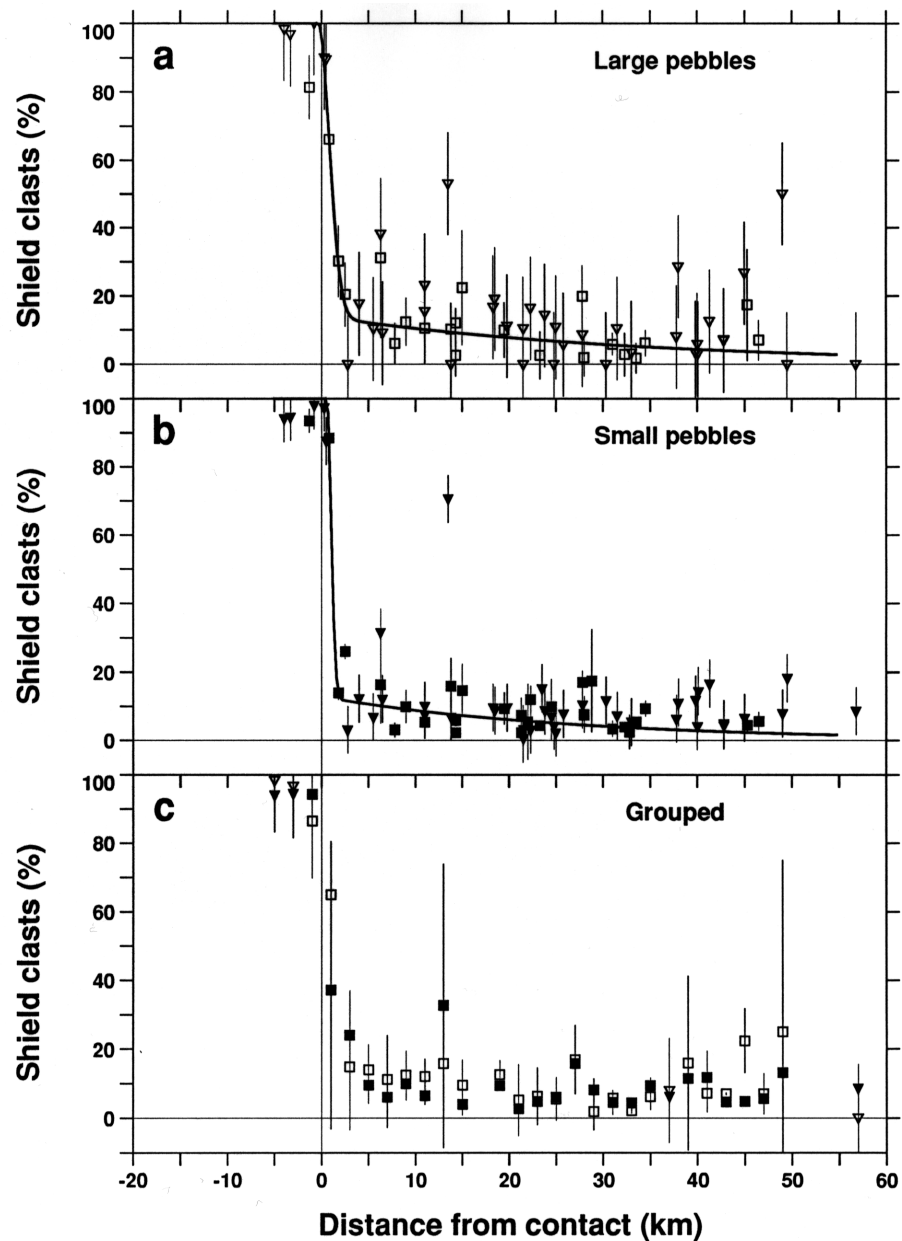 a
Large pebbles
Shield clasts (%)
100
80
60
40
20
0
b
Small pebbles
Shield clasts (%)
100
80
60
40
20
0
c
Grouped
Shield clasts (%)
100
80
60
40
20
0
-20 -10 0 10 20 30 40 50 60
Distance from contact (km)